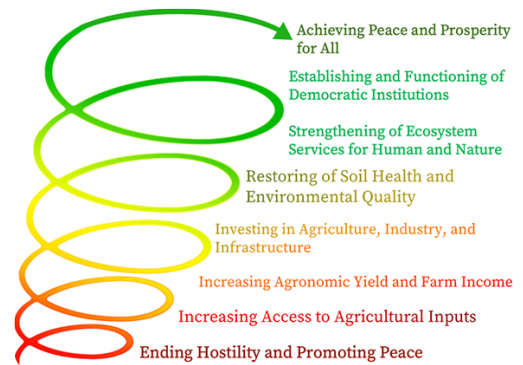 Achieving Peace and Prosperity
for All
Establishing and Functioning of
Democratic Institutions
Strengthening of Ecosystem
Services for Human and Nature
Restoring of Soil Health and
Environmental Quality
Investing in Agriculture, Industry, and
Infrastructure
Increasing Agronomic Yield and Farm Income
Increasing Access to Agricultural Inputs
Ending Hostility and Promoting Peace